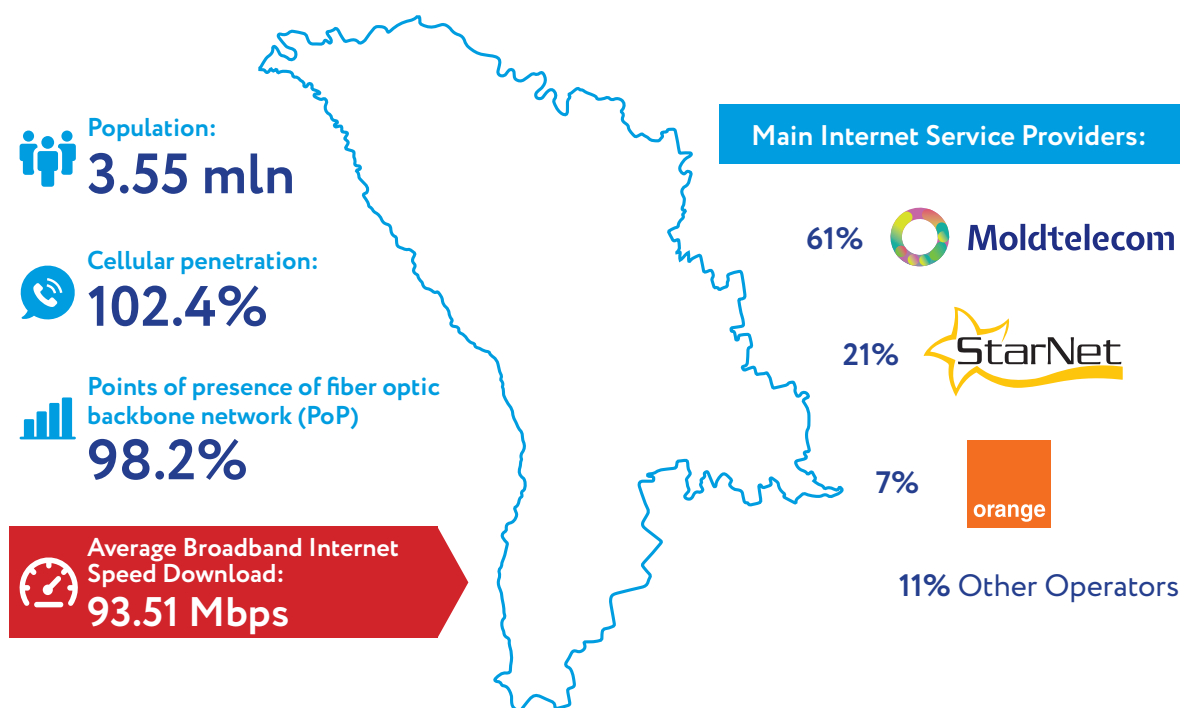 Population:
3.55 mln
Cellular penetration:
102.4%
Points of presence of fiber optic
backbone network (PoP)
98.2%
Average Broadband Internet
Speed Download:
93.51 Mbps
Main Internet Service Providers:
61% Moldtelecom
21% StarNet
7% orange
11% Other Operators